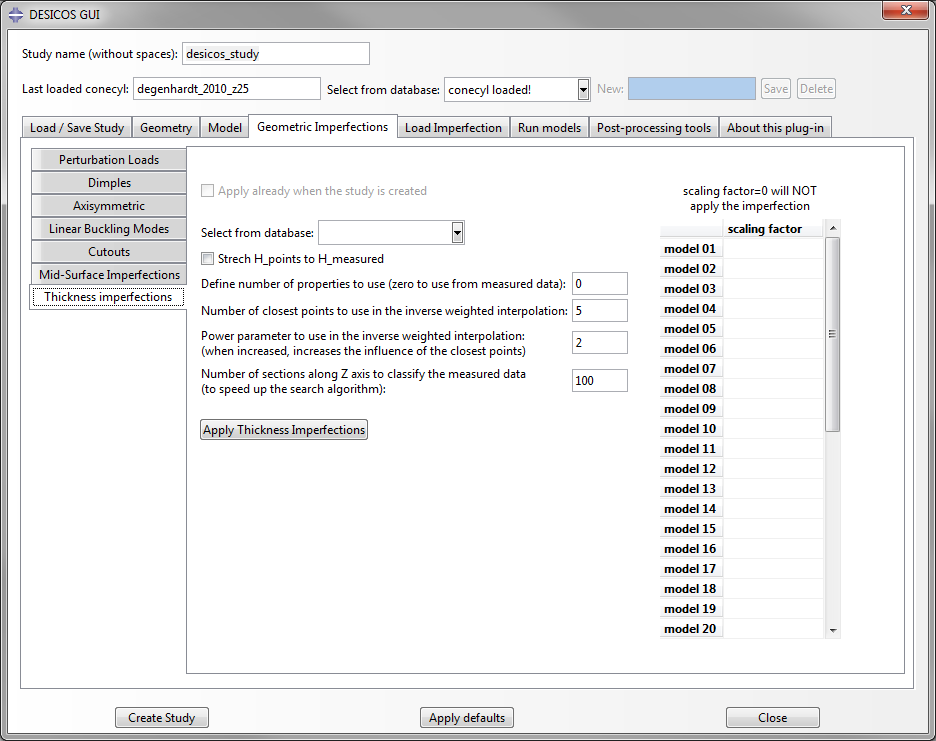 DESICOS GUI
Study name (without spaces): desicos_study
Last loaded conecyl: degenhardt_2010_z25 Select from database: conecyl loaded! New: Save Delete
Load / Save Study Geometry Model Geometric Imperfections Load Imperfection Run models Post-processing tools About this plug-in
Perturbation Loads
Dimples
Axisymmetric
Linear Buckling Modes
Cutouts
Mid-Surface Imperfections
Thickness imperfections
Apply already when the study is created
Select from database:
Strech H_points to H_measured
Define number of properties to use (zero to use from measured data): 0
Number of closest points to use in the inverse weighted interpolation: 5
Power parameter to use in the inverse weighted interpolation:
(when increased, increases the influence of the closest points) 2
Number of sections along Z axis to classify the measured data
(to speed up the search algorithm): 100
Apply Thickness Imperfections
scaling factor=0 will NOT
apply the imperfection
scaling factor
model 01
model 02
model 03
model 04
model 05
model 06
model 07
model 08
model 09
model 10
model 11
model 12
model 13
model 14
model 15
model 16
model 17
model 18
model 19
model 20
Create Study Apply defaults Close